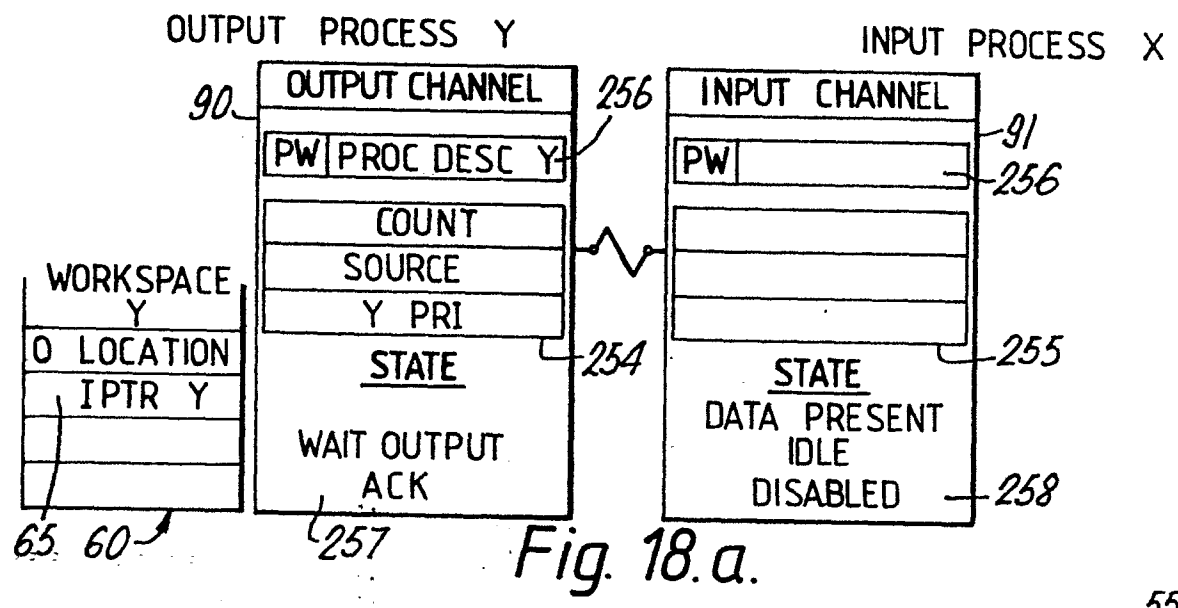 OUTPUT PROCESS Y
INPUT PROCESS X
OUTPUT CHANNEL
90
256
PW PROC DESC Y
COUNT
SOURCE
Y PRI
254
STATE
WAIT OUTPUT
ACK
257
WORKSPACE
Y
0 LOCATION
IPTR Y
65
60
INPUT CHANNEL
91
PW
256
255
STATE
DATA PRESENT
IDLE
DISABLED
258
Fig. 18.a.
55